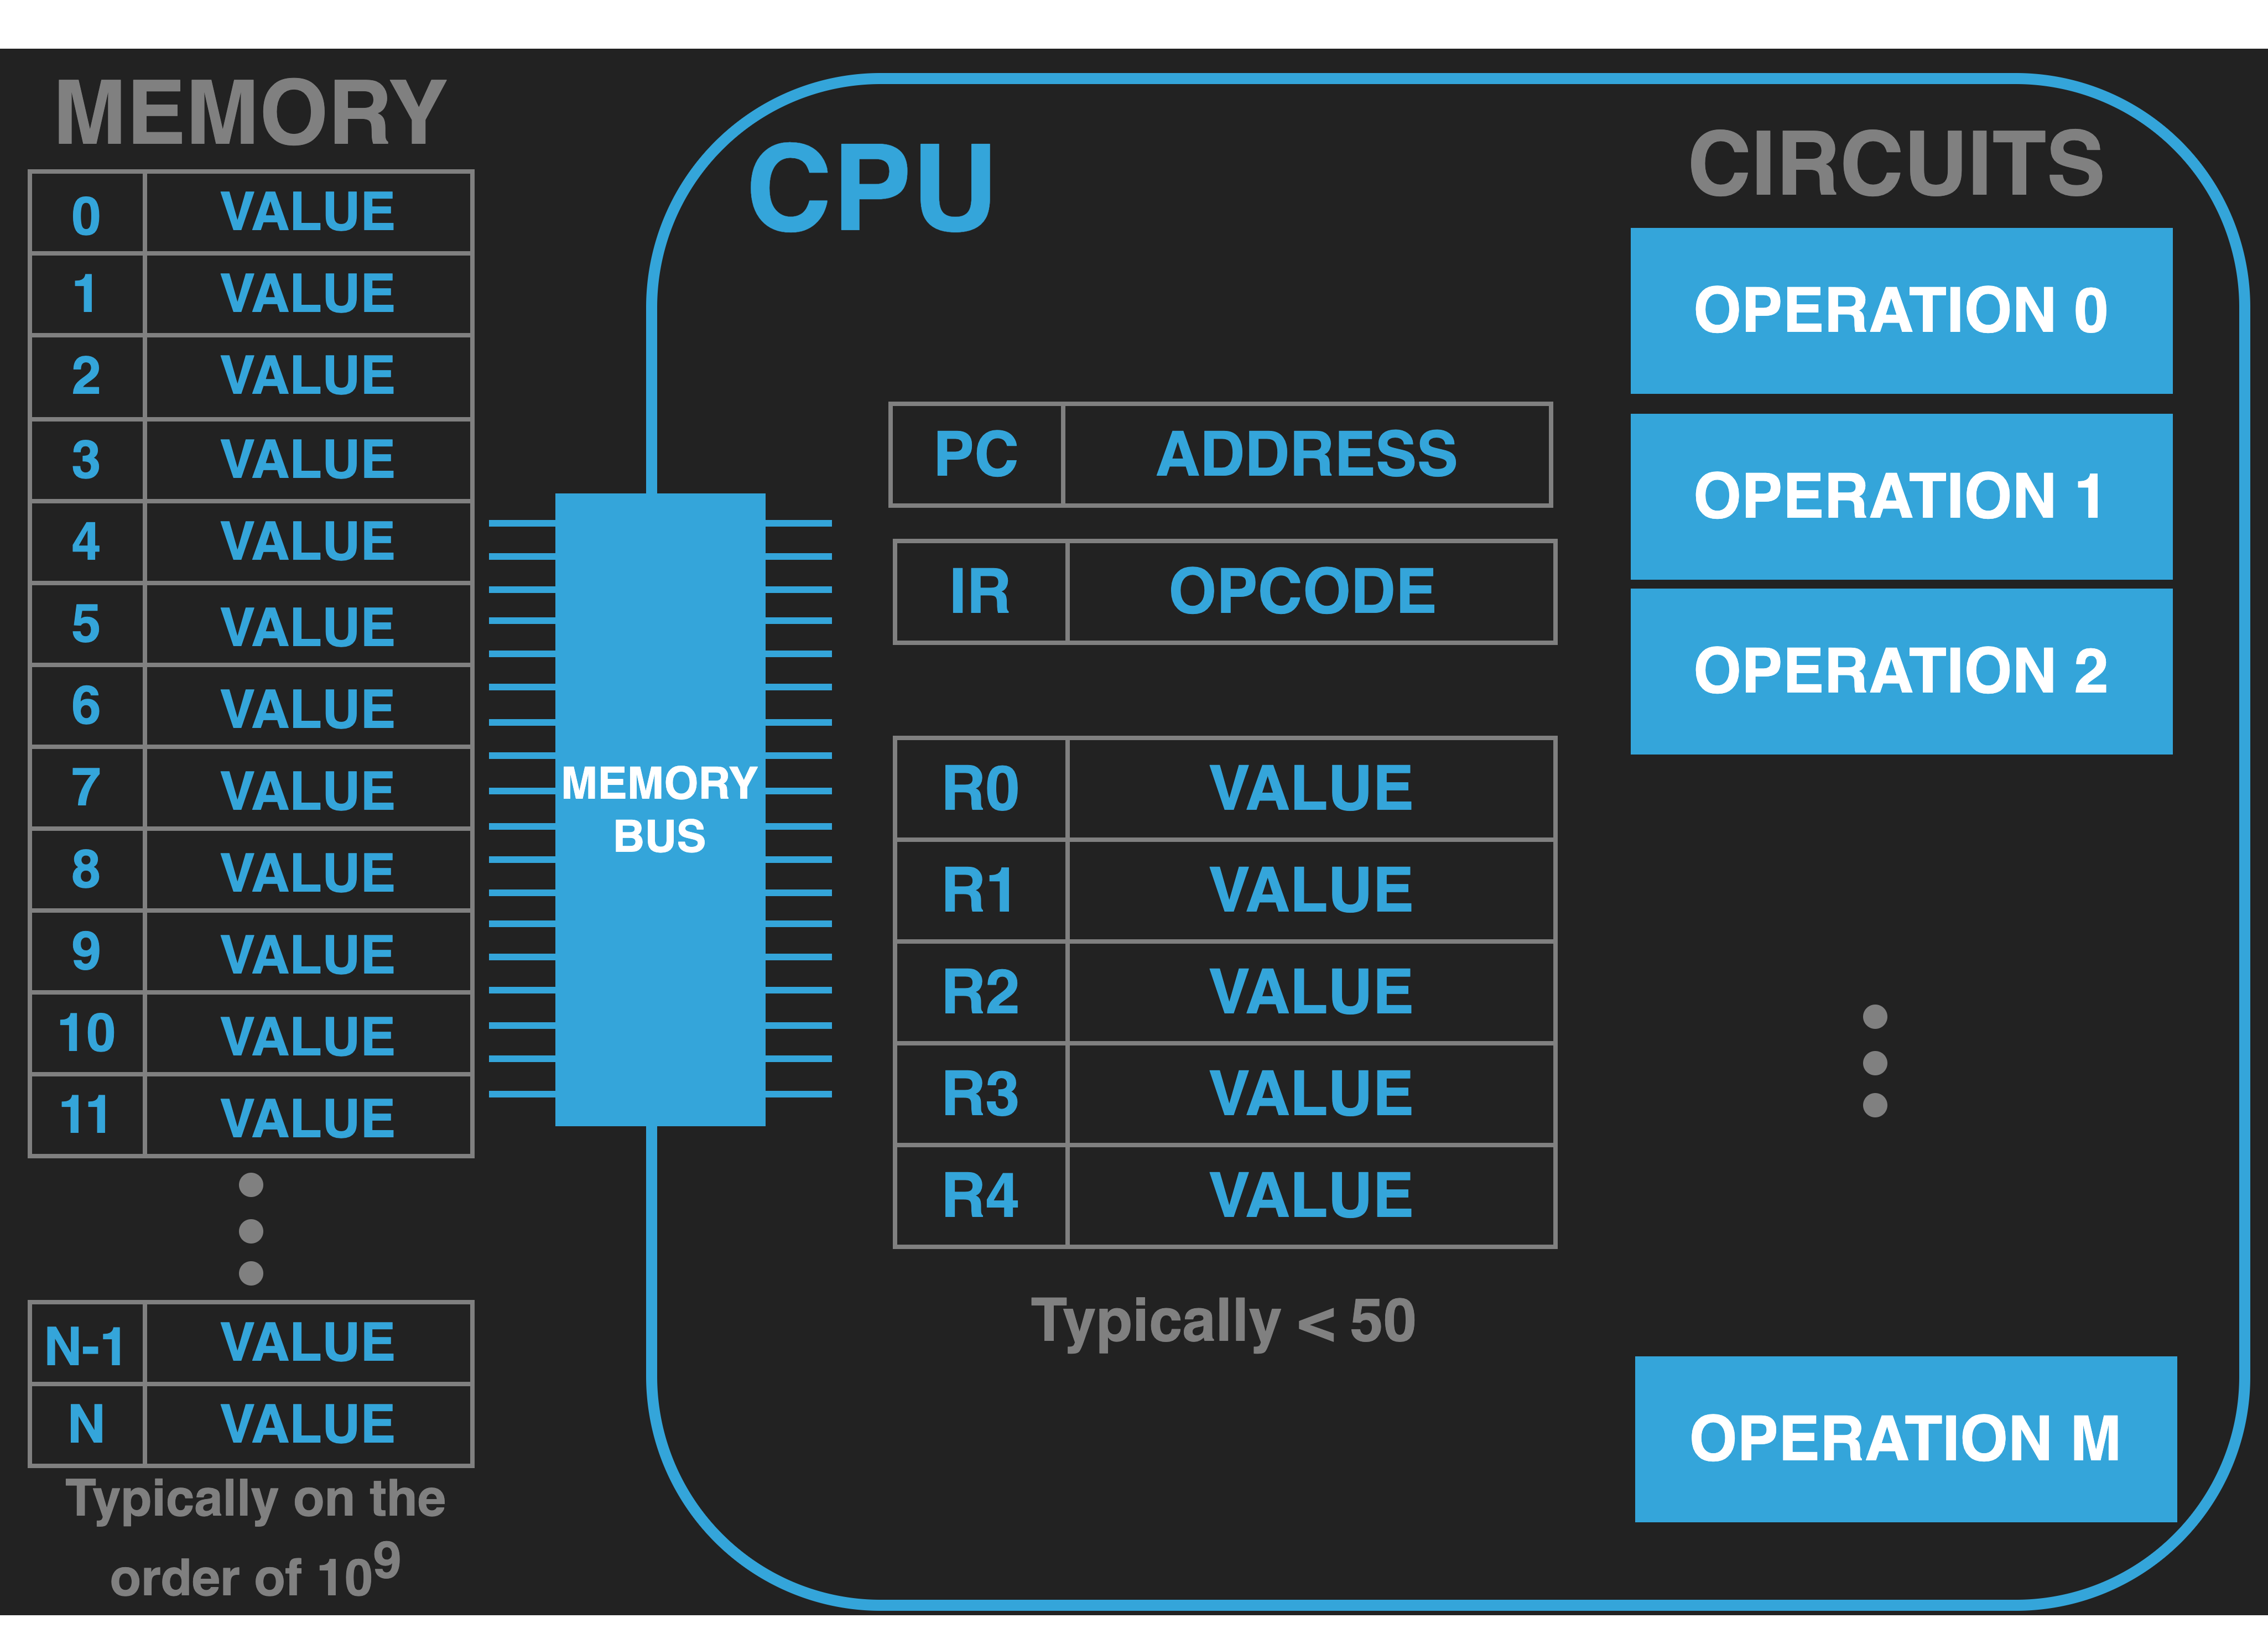 MEMORY
0 VALUE
1 VALUE
2 VALUE
3 VALUE
4 VALUE
5 VALUE
6 VALUE
7 VALUE
8 VALUE
9 VALUE
10 VALUE
11 VALUE
N-1 VALUE
N VALUE
Typically on the
order of 10⁹
MEMORY
BUS
CPU
PC ADDRESS
IR OPCODE
R0 VALUE
R1 VALUE
R2 VALUE
R3 VALUE
R4 VALUE
Typically < 50
CIRCUITS
OPERATION 0
OPERATION 1
OPERATION 2
OPERATION M